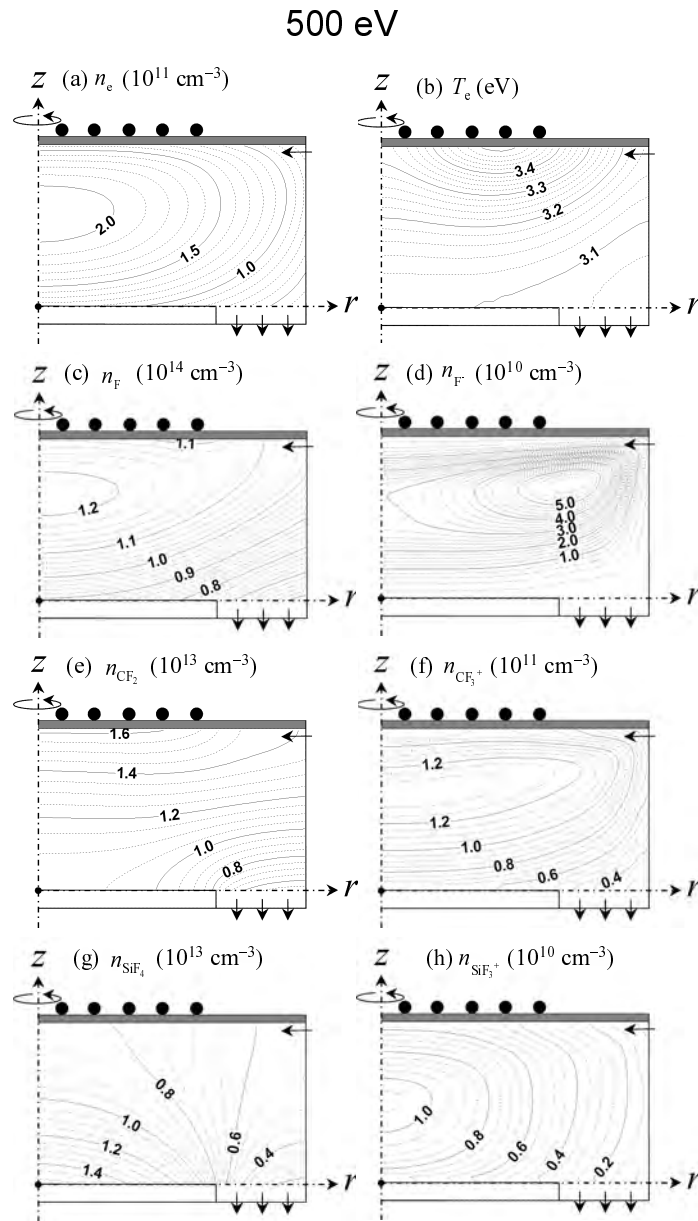 500 eV
z (a) nₑ (10¹¹ cm⁻³)
2.0
1.5
1.0
r
z (b) Tₑ (eV)
3.4
3.3
3.2
3.1
r
z (c) n_F (10¹⁴ cm⁻³)
1.1
1.2
1.1
1.0
0.9
0.8
r
z (d) n_F⁻ (10¹⁰ cm⁻³)
5.0
4.0
3.0
2.0
1.0
r
z (e) n_CF₂ (10¹³ cm⁻³)
1.6
1.4
1.2
1.0
0.8
r
z (f) n_CF₃⁺ (10¹¹ cm⁻³)
1.2
1.2
1.0
0.8
0.6
0.4
r
z (g) n_SiF₄ (10¹³ cm⁻³)
0.8
1.0
1.2
1.4
0.6
0.4
r
z (h) n_SiF₃⁺ (10¹⁰ cm⁻³)
1.0
0.8
0.6
0.4
0.2
r